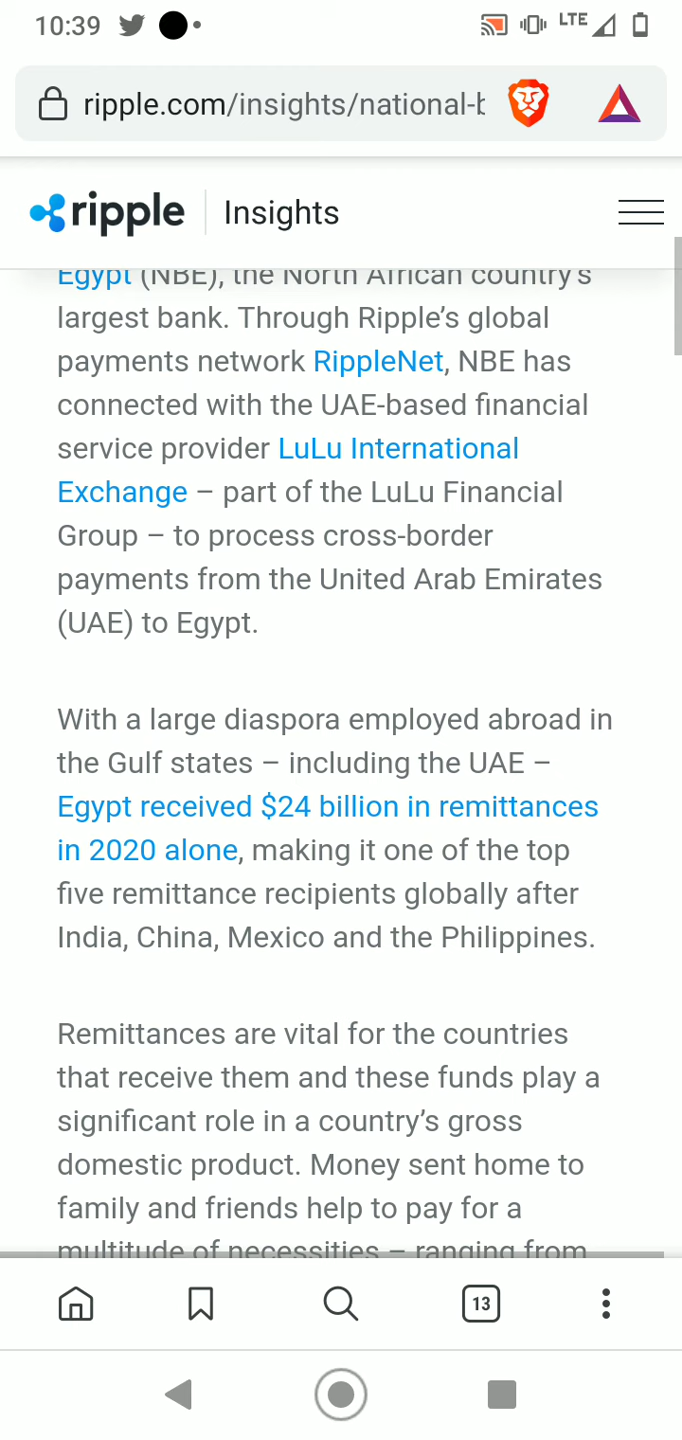 10:39
LTE
ripple.com/insights/national-b
ripple
Insights
Egypt (NBE), the North African country's
largest bank. Through Ripple’s global
payments network RippleNet, NBE has
connected with the UAE-based financial
service provider LuLu International
Exchange – part of the LuLu Financial
Group – to process cross-border
payments from the United Arab Emirates
(UAE) to Egypt.
With a large diaspora employed abroad in
the Gulf states – including the UAE –
Egypt received $24 billion in remittances
in 2020 alone, making it one of the top
five remittance recipients globally after
India, China, Mexico and the Philippines.
Remittances are vital for the countries
that receive them and these funds play a
significant role in a country’s gross
domestic product. Money sent home to
family and friends help to pay for a
multitude of necessities – ranging from
13